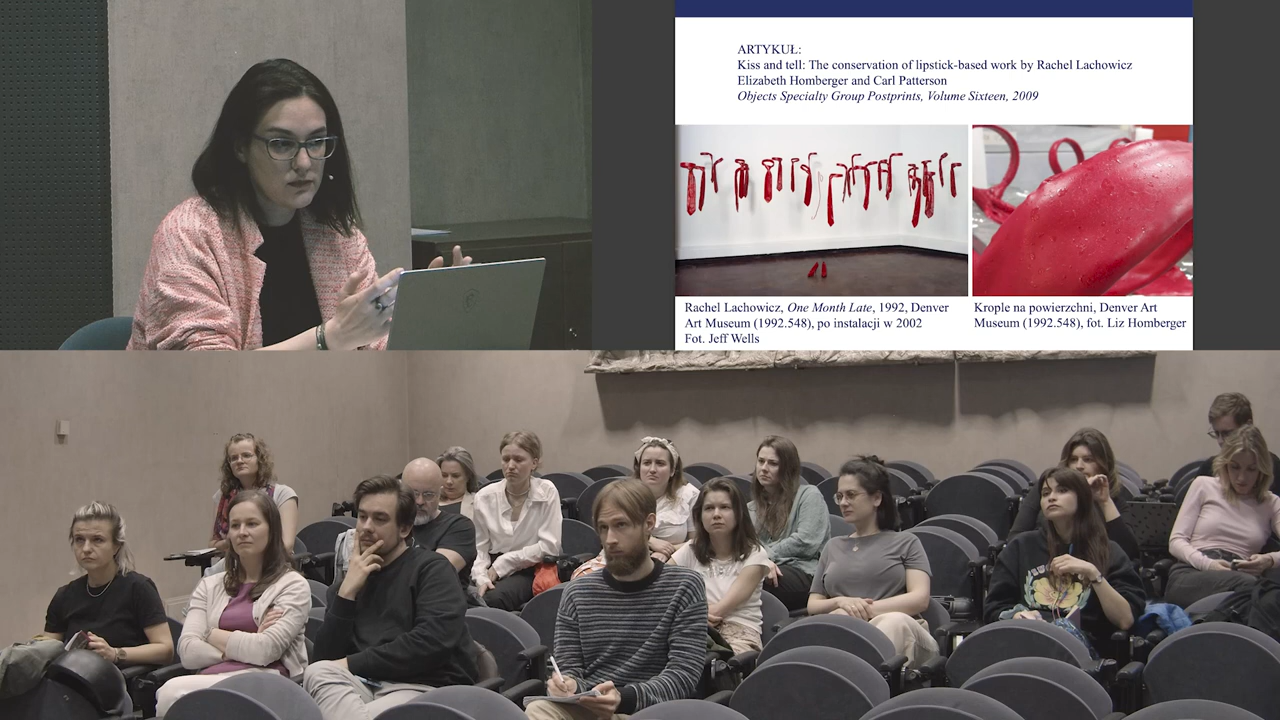 ARTYKUŁ:
Kiss and tell: The conservation of lipstick-based work by Rachel Lachowicz
Elizabeth Homberger and Carl Patterson
Objects Specialty Group Postprints, Volume Sixteen, 2009
Rachel Lachowicz, One Month Late, 1992, Denver
Art Museum (1992.548), po instalacji w 2002
Fot. Jeff Wells
Krople na powierzchni, Denver Art
Museum (1992.548), fot. Liz Homberger